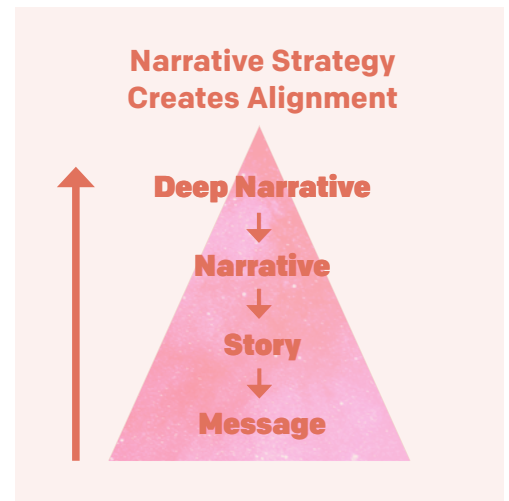 Narrative Strategy
Creates Alignment
Deep Narrative
Narrative
Story
Message